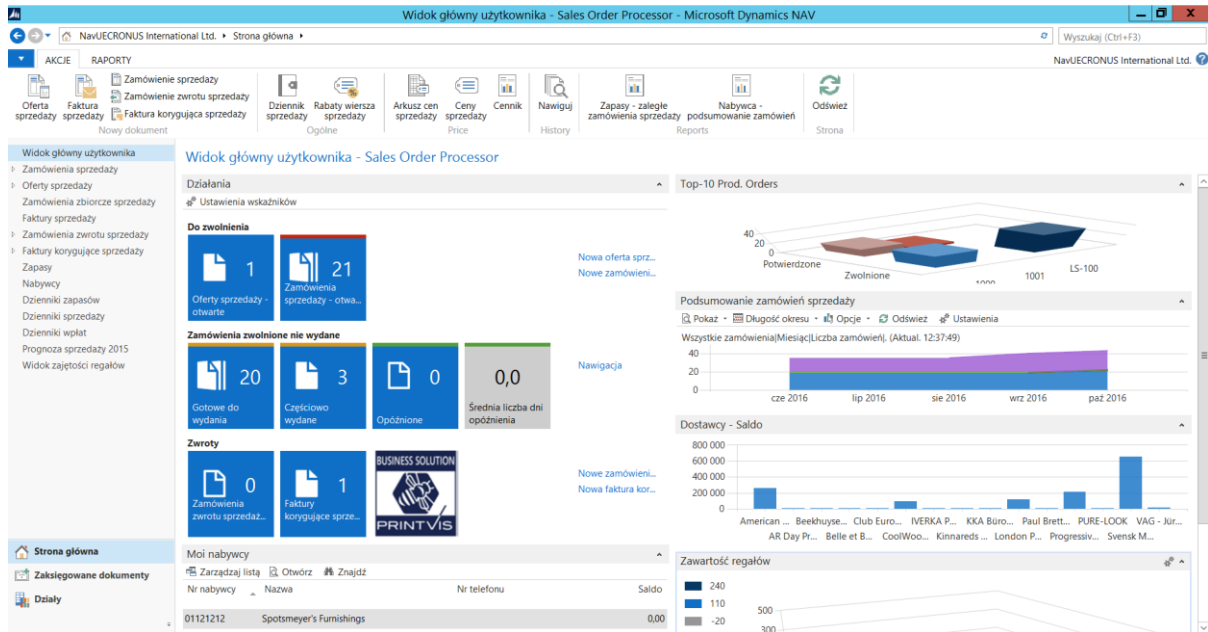 Widok główny użytkownika - Sales Order Processor - Microsoft Dynamics NAV
NavUECRONUS International Ltd. Strona główna
Wyszukaj (Ctrl+F3)
AKCJE RAPORTY
NavUECRONUS International Ltd.
Oferta sprzedaży
Faktura sprzedaży
Zamówienie sprzedaży
Zamówienie zwrotu sprzedaży
Faktura korygująca sprzedaży
Nowy dokument
Dziennik sprzedaży
Rabaty wiersza sprzedaży
Ogólne
Arkusz cen sprzedaży
Ceny sprzedaży
Cennik
Price
Nawiguj
History
Zapasy - zaległe zamówienia sprzedaży
Nabywca - podsumowanie zamówień
Reports
Odśwież
Strona
Widok główny użytkownika
Zamówienia sprzedaży
Oferty sprzedaży
Zamówienia zbiorcze sprzedaży
Faktury sprzedaży
Zamówienia zwrotu sprzedaży
Faktury korygujące sprzedaży
Zapasy
Nabywcy
Dzienniki zapasów
Dzienniki sprzedaży
Dzienniki wpłat
Prognoza sprzedaży 2015
Widok zajętości regałów
Strona główna
Zaksięgowane dokumenty
Działy
Widok główny użytkownika - Sales Order Processor
Działania
Ustawienia wskaźników
Do zwolnienia
1
Oferty sprzedaży - otwarte
21
Zamówienia sprzedaży - otwa...
Nowa oferta sprz...
Nowe zamówieni...
Zamówienia zwolnione nie wydane
20
Gotowe do wydania
3
Częściowo wydane
0
Opóźnione
0,0
Średnia liczba dni opóźnienia
Nawigacja
Zwroty
0
Zamówienia zwrotu sprzedaż...
1
Faktury korygujące sprze...
BUSINESS SOLUTION
PRINTVIS
Nowe zamówieni...
Nowa faktura kor...
Moi nabywcy
Zarządzaj listą Otwórz Znajdź
Nr nabywcy Nazwa Nr telefonu Saldo
01121212 Spotsmeyer's Furnishings 0,00
Top-10 Prod. Orders
40
20
0
Potwierdzone
Zwolnione
1000
1001
LS-100
Podsumowanie zamówień sprzedaży
Pokaż Długość okresu Opcje Odśwież Ustawienia
Wszystkie zamówienia|Miesiąc|Liczba zamówień|. (Aktual. 12:37:49)
40
20
0
cze 2016 lip 2016 sie 2016 wrz 2016 paź 2016
Dostawcy - Saldo
800 000
600 000
400 000
200 000
0
American ... Beekhuyse... Club Euro... IVERKA P... KKA Büro... Paul Brett... PURE-LOOK VAG - Jür...
AR Day Pr... Belle et B... CoolWoo... Kinnareds ... London P... Progressiv... Svensk M...
Zawartość regałów
240
110
-20
500
300